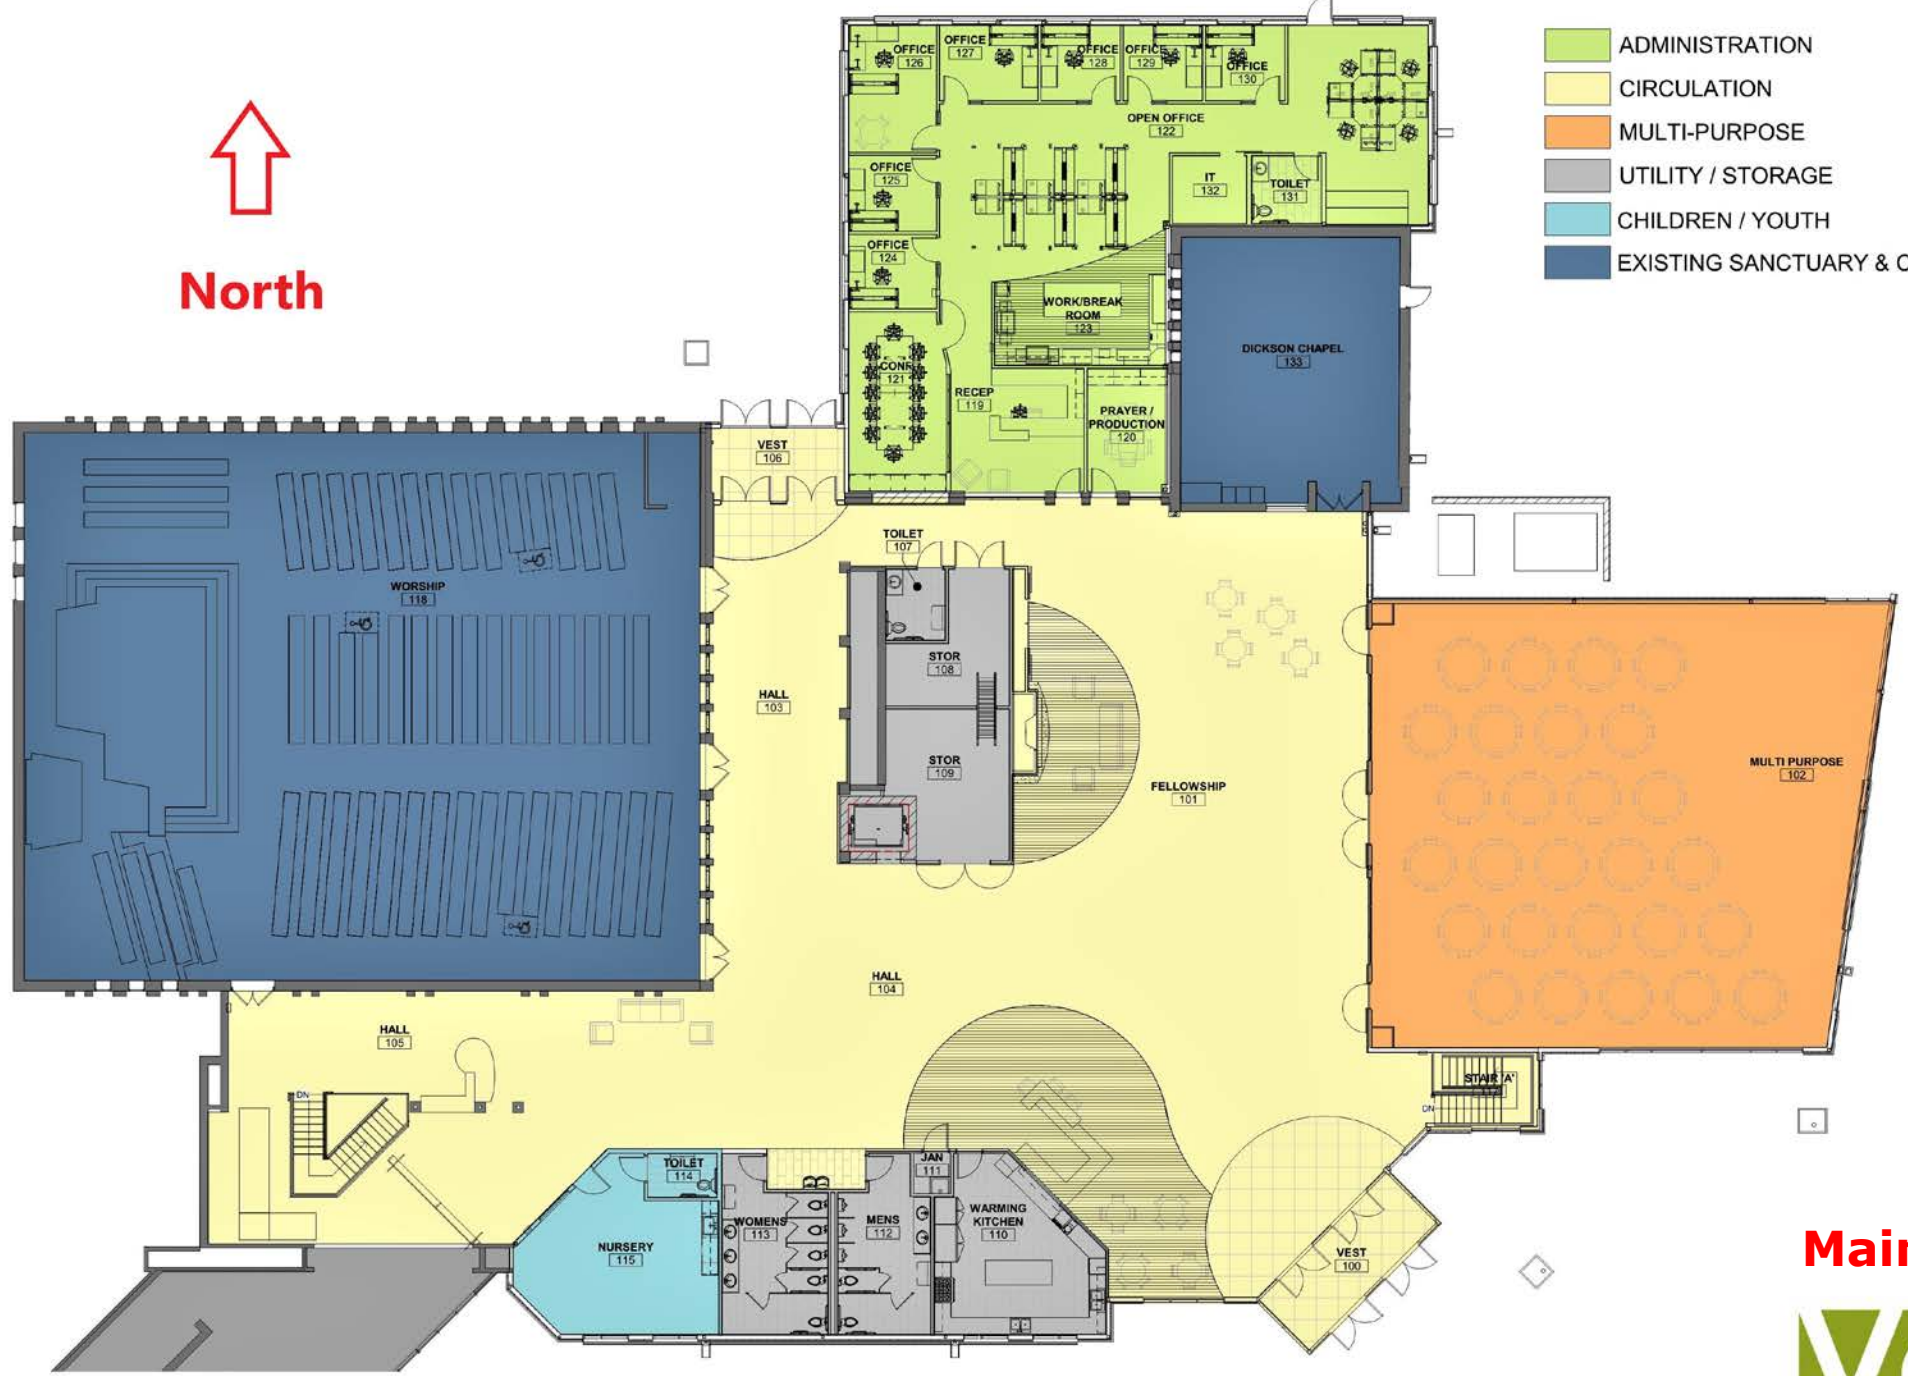 ADMINISTRATION
CIRCULATION
MULTI-PURPOSE
UTILITY / STORAGE
CHILDREN / YOUTH
EXISTING SANCTUARY &
North
OFFICE
126
OFFICE
127
OFFICE
128
OFFICE
129
OFFICE
130
OPEN OFFICE
122
OFFICE
125
IT
132
TOILET
131
OFFICE
124
WORK/BREAK
ROOM
123
DICKSON CHAPEL
133
CONF
121
RECEP
119
PRAYER /
PRODUCTION
120
VEST
106
TOILET
107
WORSHIP
118
STOR
108
HALL
103
STOR
109
FELLOWSHIP
101
MULTI PURPOSE
102
HALL
104
HALL
105
DN
STAIR 'A'
DN
JAN
111
TOILET
114
WOMENS
113
MENS
112
WARMING
KITCHEN
110
NURSERY
115
VEST
100
Main